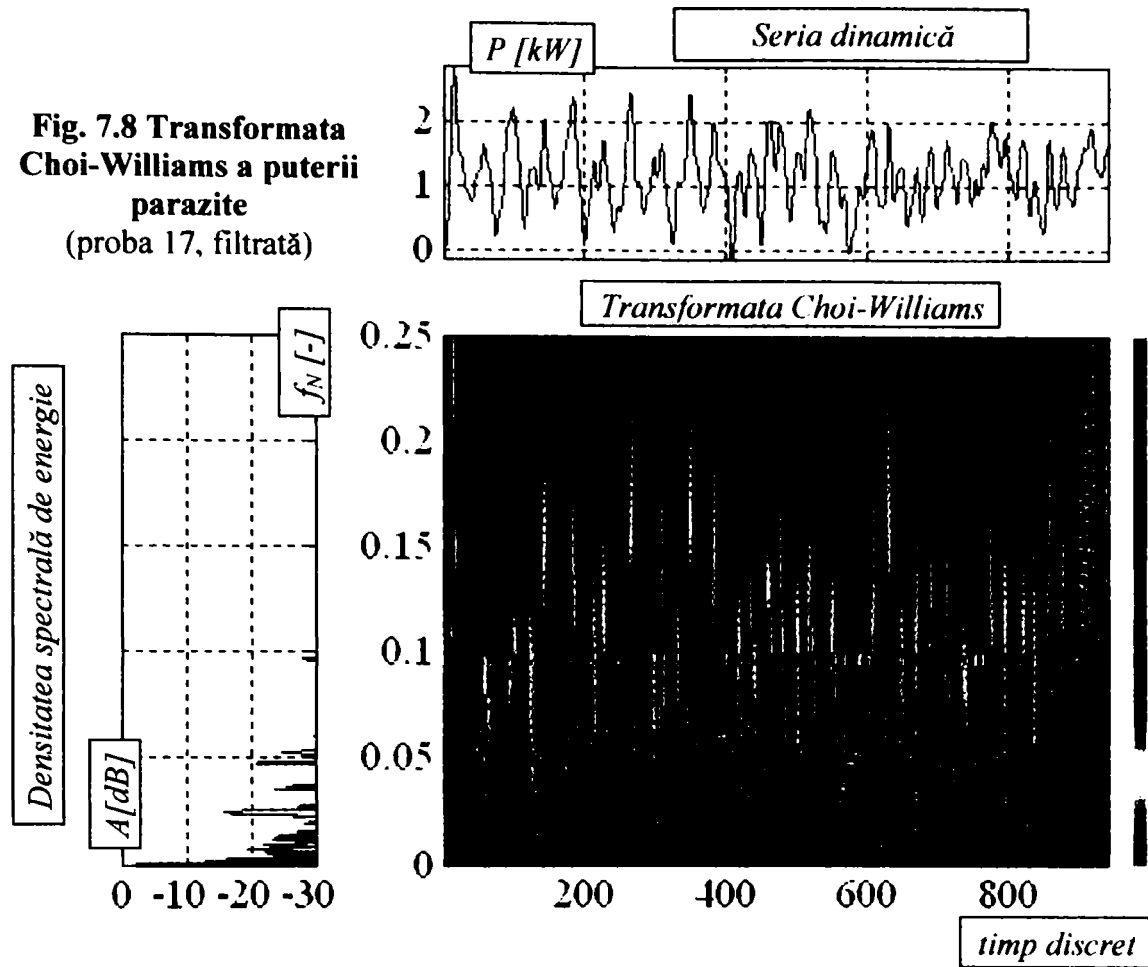 P [kW]
Seria dinamică
Fig. 7.8 Transformata
Choi-Williams a puterii
parazite
(proba 17, filtrată)
2
1
0
Transformata Choi-Williams
Densitatea spectrală de energie
f_N [-]
A [dB]
0.25
0.2
0.15
0.1
0.05
0
0 -10 -20 -30
200 400 600 800
timp discret